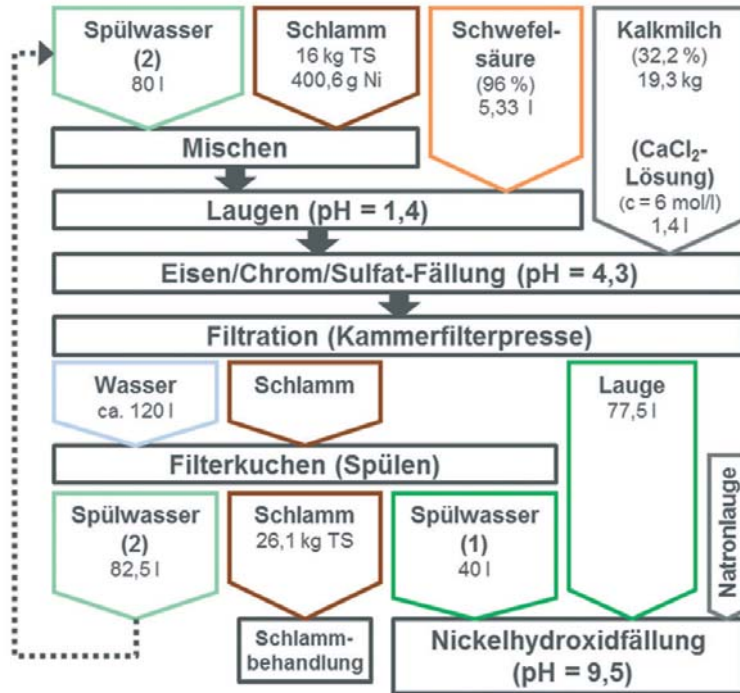 Spülwasser
(2)
80 l
Schlamm
16 kg TS
400,6 g Ni
Schwefel-
säure
(96 %)
5,33 l
Kalkmilch
(32,2 %)
19,3 kg
(CaCl₂-
Lösung)
(c = 6 mol/l)
1,4 l
Mischen
Laugen (pH = 1,4)
Eisen/Chrom/Sulfat-Fällung (pH = 4,3)
Filtration (Kammerfilterpresse)
Wasser
ca. 120 l
Schlamm
Lauge
77,5 l
Filterkuchen (Spülen)
Spülwasser
(2)
82,5 l
Schlamm
26,1 kg TS
Spülwasser
(1)
40 l
Natronlauge
Schlamm-
behandlung
Nickelhydroxidfällung
(pH = 9,5)